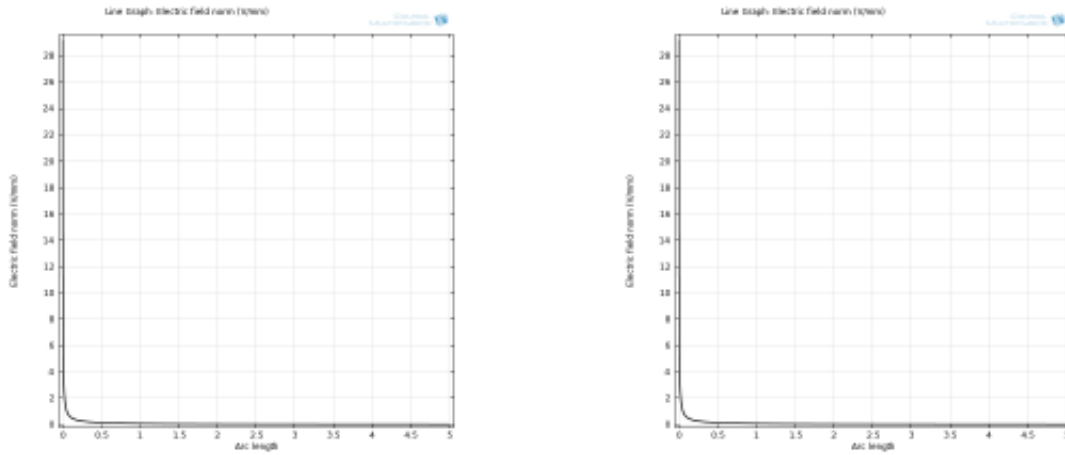 Line Graph: Electric field norm (V/mm)
COMSOL
MULTIPHYSICS
28
26
24
22
20
18
16
14
12
10
8
6
4
2
0
Electric field norm (V/mm)
0 0.5 1 1.5 2 2.5 3 3.5 4 4.5 5
Arc length
Line Graph: Electric field norm (V/mm)
COMSOL
MULTIPHYSICS
28
26
24
22
20
18
16
14
12
10
8
6
4
2
0
Electric field norm (V/mm)
0 0.5 1 1.5 2 2.5 3 3.5 4 4.5
Arc length